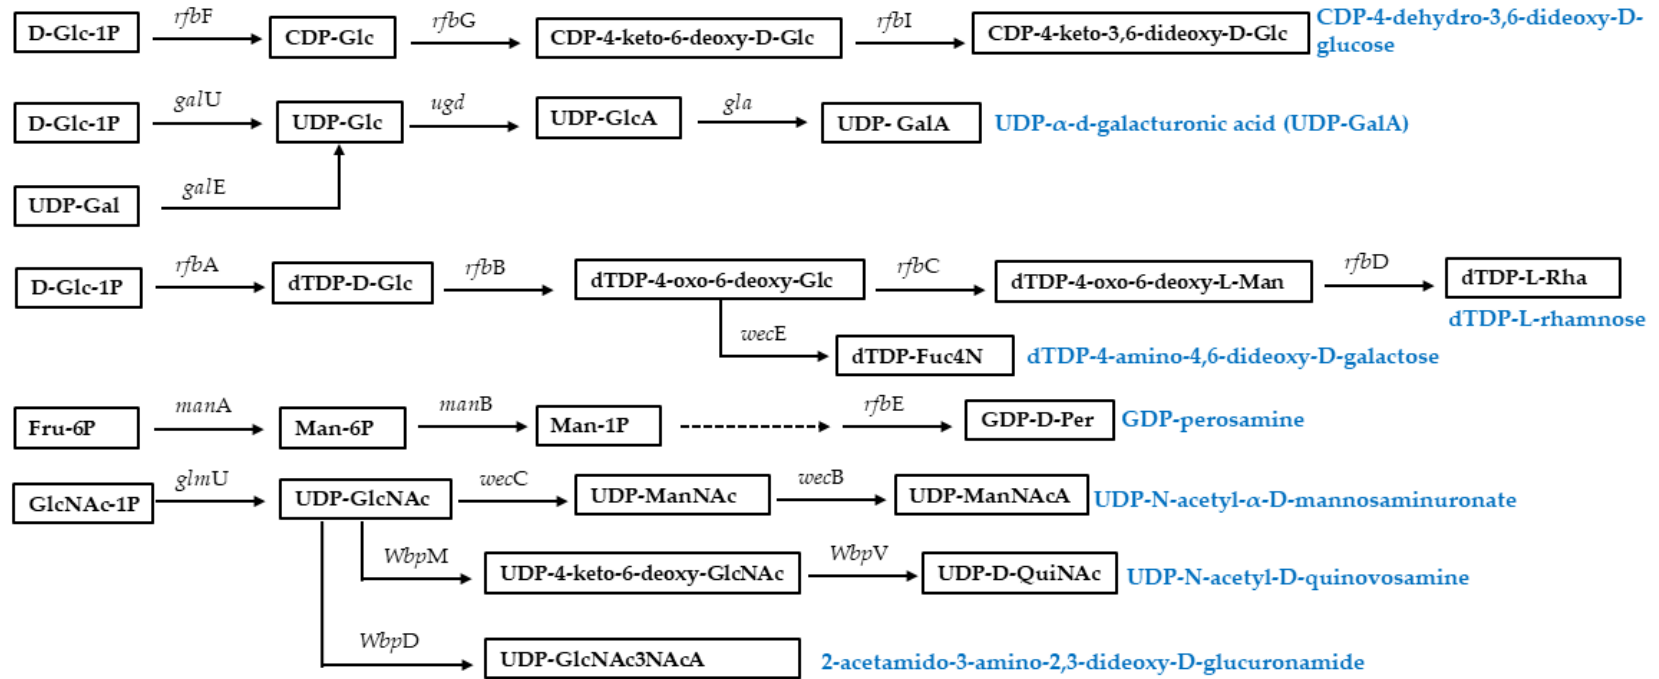 rfbF
rfbG
rfbI
D-Glc-1P
CDP-Glc
CDP-4-keto-6-deoxy-D-Glc
CDP-4-keto-3,6-dideoxy-D-Glc
CDP-4-dehydro-3,6-dideoxy-D-
glucose
galU
ugd
gla
D-Glc-1P
UDP-Glc
UDP-GlcA
UDP- GalA
UDP-α-d-galacturonic acid (UDP-GalA)
galE
UDP-Gal
rfbA
rfbB
rfbC
rfbD
D-Glc-1P
dTDP-D-Glc
dTDP-4-oxo-6-deoxy-Glc
dTDP-4-oxo-6-deoxy-L-Man
dTDP-L-Rha
dTDP-L-rhamnose
wecE
dTDP-Fuc4N
dTDP-4-amino-4,6-dideoxy-D-galactose
manA
manB
rfbE
Fru-6P
Man-6P
Man-1P
GDP-D-Per
GDP-perosamine
glmU
wecC
wecB
GlcNAc-1P
UDP-GlcNAc
UDP-ManNAc
UDP-ManNAcA
UDP-N-acetyl-α-D-mannosaminuronate
WbpM
WbpV
UDP-4-keto-6-deoxy-GlcNAc
UDP-D-QuiNAc
UDP-N-acetyl-D-quinovosamine
WbpD
UDP-GlcNAc3NAcA
2-acetamido-3-amino-2,3-dideoxy-D-glucuronamide